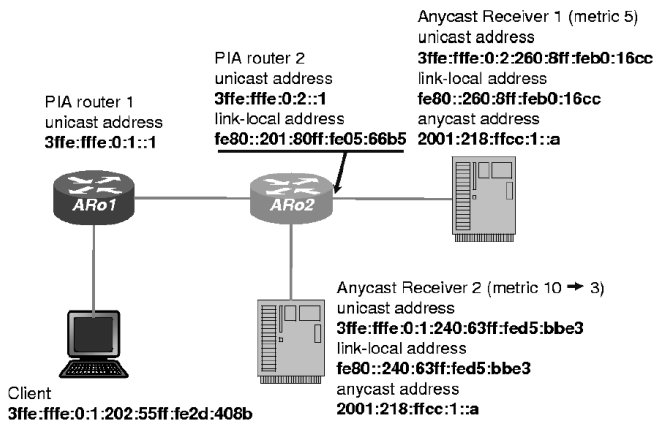 Anycast Receiver 1 (metric 5)
unicast address
3ffe:fffe:0:2:260:8ff:feb0:16cc
link-local address
fe80::260:8ff:feb0:16cc
anycast address
2001:218:ffcc:1::a
PIA router 2
unicast address
3ffe:fffe:0:2::1
link-local address
fe80::201:80ff:fe05:66b5
PIA router 1
unicast address
3ffe:fffe:0:1::1
ARo1
ARo2
Anycast Receiver 2 (metric 10 → 3)
unicast address
3ffe:fffe:0:1:240:63ff:fed5:bbe3
link-local address
fe80::240:63ff:fed5:bbe3
anycast address
2001:218:ffcc:1::a
Client
3ffe:fffe:0:1:202:55ff:fe2d:408b